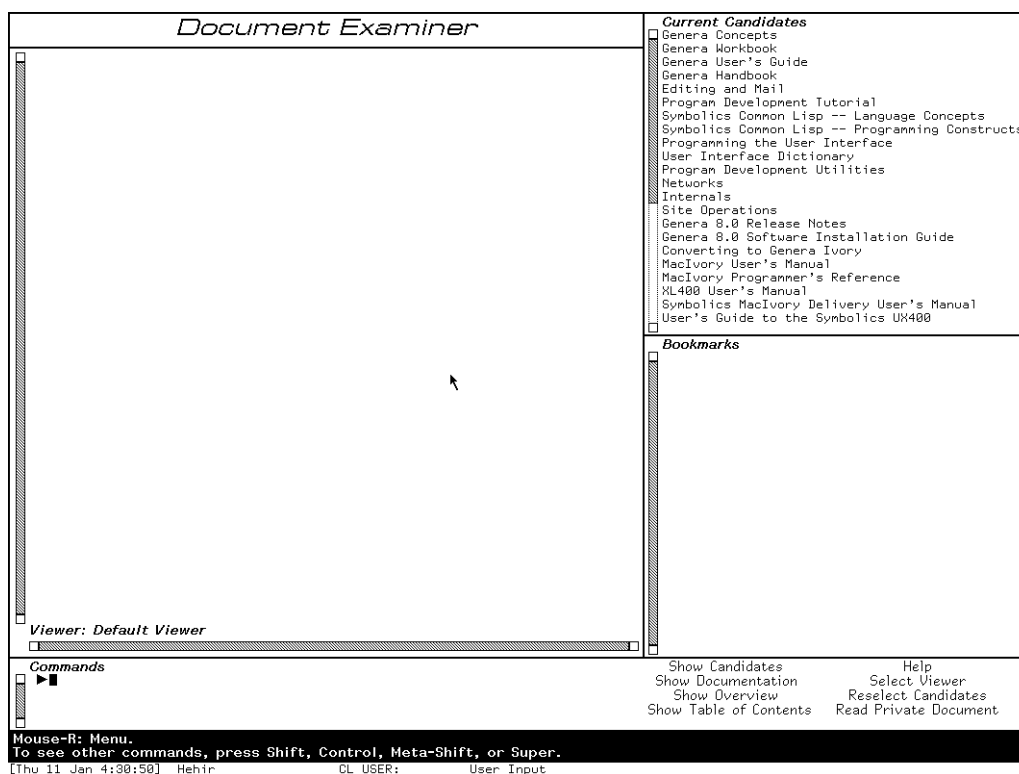 Document Examiner
Current Candidates
Genera Concepts
Genera Workbook
Genera User's Guide
Genera Handbook
Editing and Mail
Program Development Tutorial
Symbolics Common Lisp -- Language Concepts
Symbolics Common Lisp -- Programming Constructs
Programming the User Interface
User Interface Dictionary
Program Development Utilities
Networks
Internals
Site Operations
Genera 8.0 Release Notes
Genera 8.0 Software Installation Guide
Converting to Genera Ivory
MacIvory User's Manual
MacIvory Programmer's Reference
XL400 User's Manual
Symbolics MacIvory Delivery User's Manual
User's Guide to the Symbolics UX400
Bookmarks
Viewer: Default Viewer
Commands
Show Candidates Help
Show Documentation Select Viewer
Show Overview Reselect Candidates
Show Table of Contents Read Private Document
Mouse-R: Menu.
To see other commands, press Shift, Control, Meta-Shift, or Super.
[Thu 11 Jan 4:30:50] Hehir CL USER: User Input